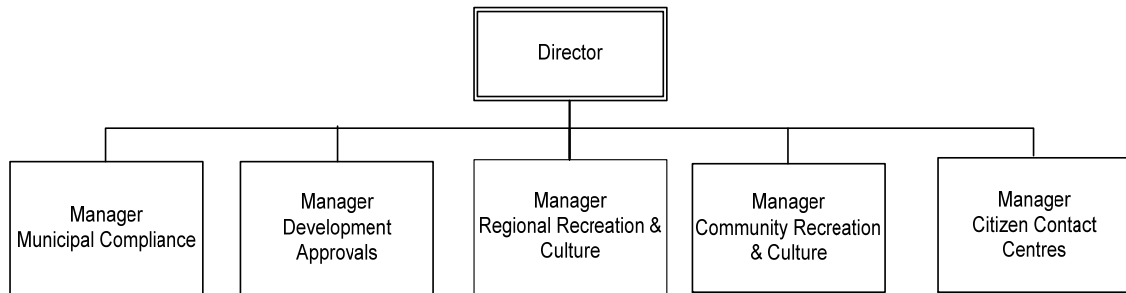 Director
Manager
Municipal Compliance
Manager
Development
Approvals
Manager
Regional Recreation &
Culture
Manager
Community Recreation
& Culture
Manager
Citizen Contact
Centres